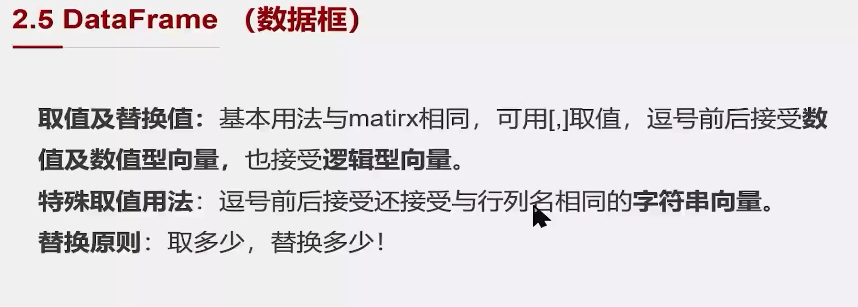 2.5 DataFrame （数据框）
取值及替换值：基本用法与matirx相同，可用[,]取值，逗号前后接受数
值及数值型向量，也接受逻辑型向量。
特殊取值用法：逗号前后接受还接受与行列名相同的字符串向量。
替换原则：取多少，替换多少！